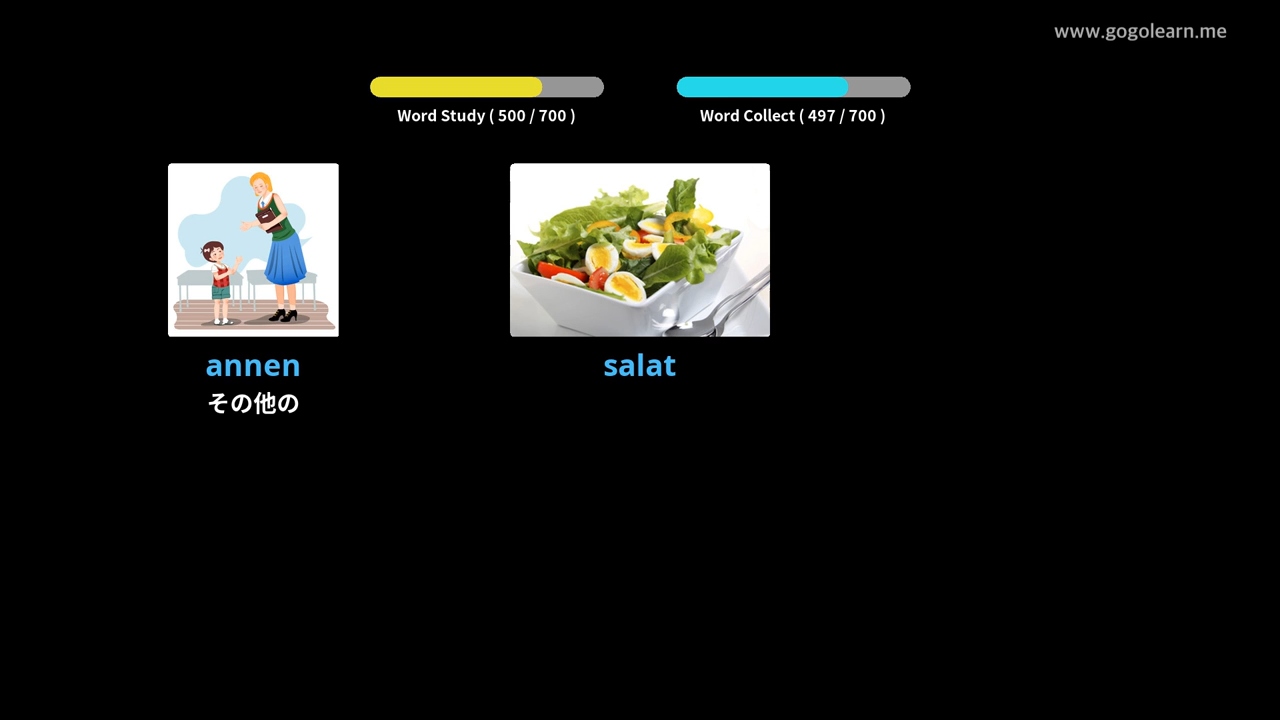 www.gogolearn.me
Word Study ( 500 / 700 )
Word Collect ( 497 / 700 )
annen
その他の
salat